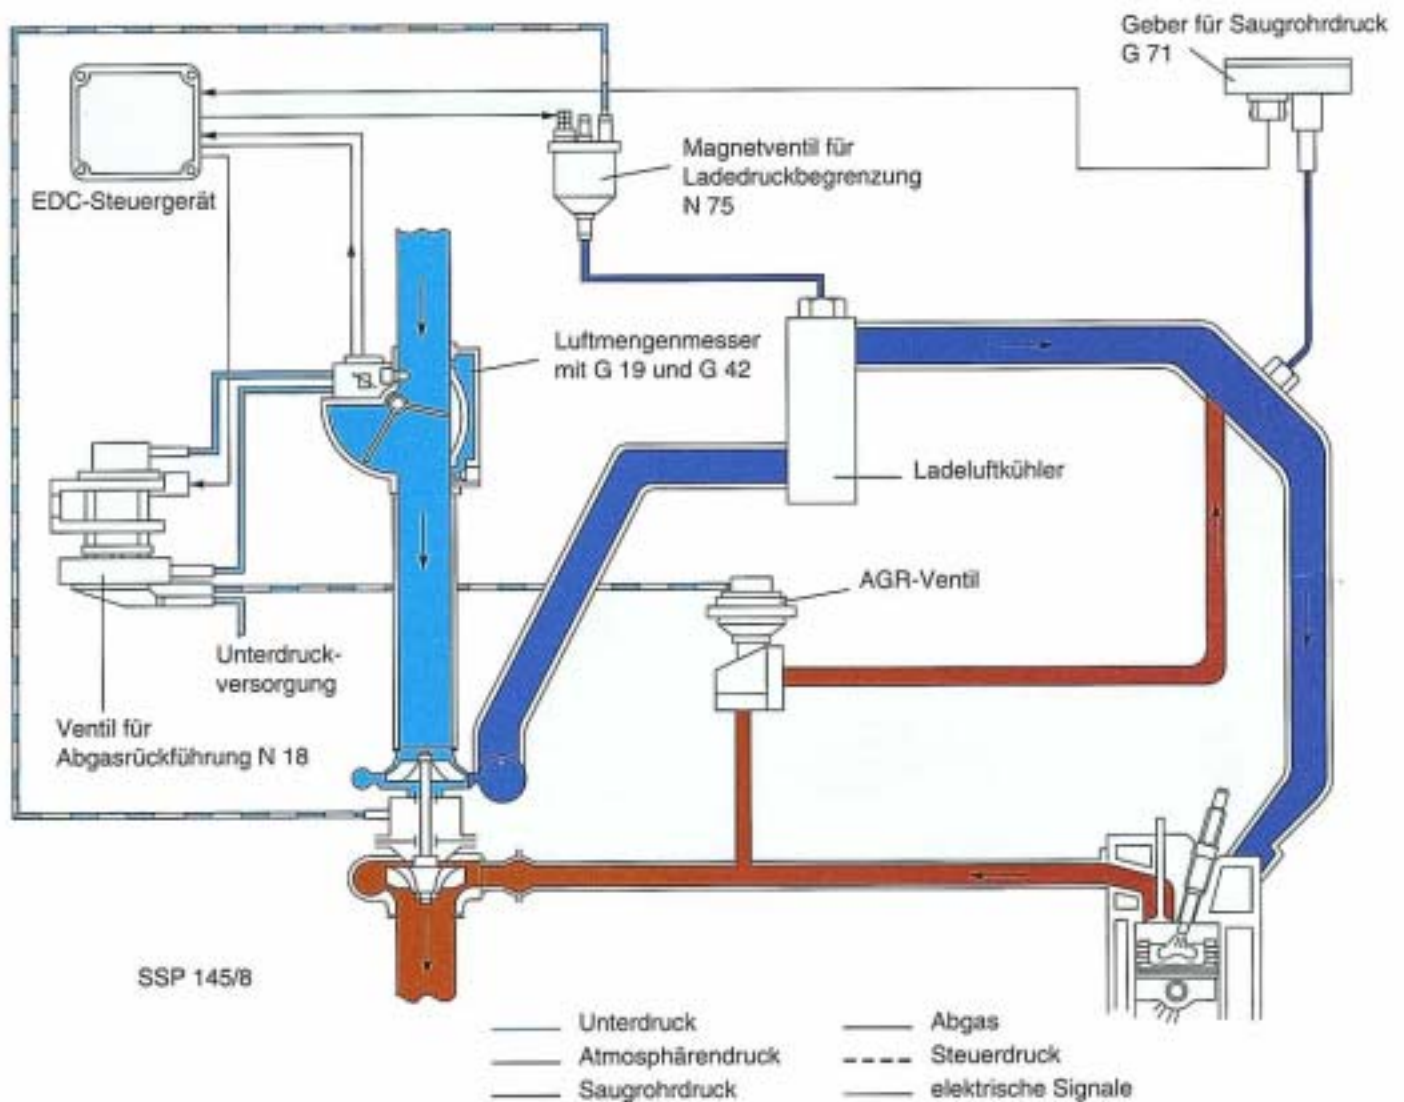 Geber für Saugrohrdruck
G 71
Magnetventil für
Ladedruckbegrenzung
N 75
EDC-Steuergerät
Luftmengenmesser
mit G 19 und G 42
Ladeluftkühler
AGR-Ventil
Unterdruck-
versorgung
Ventil für
Abgasrückführung N 18
SSP 145/8
Unterdruck
Abgas
Atmosphärendruck
Steuerdruck
Saugrohrdruck
elektrische Signale